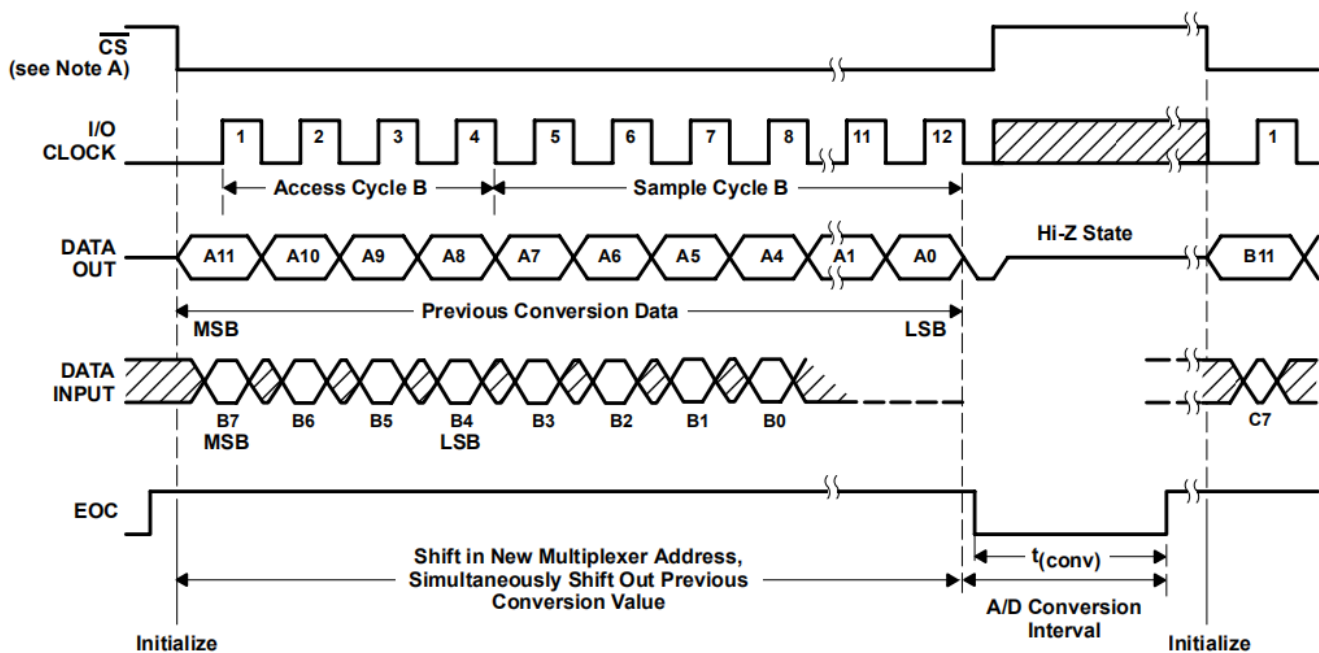 CS
(see Note A)
I/O
CLOCK
1 2 3 4 5 6 7 8 11 12 1
Access Cycle B Sample Cycle B
DATA
OUT
A11 A10 A9 A8 A7 A6 A5 A4 A1 A0 Hi-Z State B11
Previous Conversion Data
MSB LSB
DATA
INPUT
B7 B6 B5 B4 B3 B2 B1 B0 C7
MSB LSB
EOC
Shift in New Multiplexer Address,
Simultaneously Shift Out Previous
Conversion Value
t(conv)
A/D Conversion
Interval
Initialize Initialize